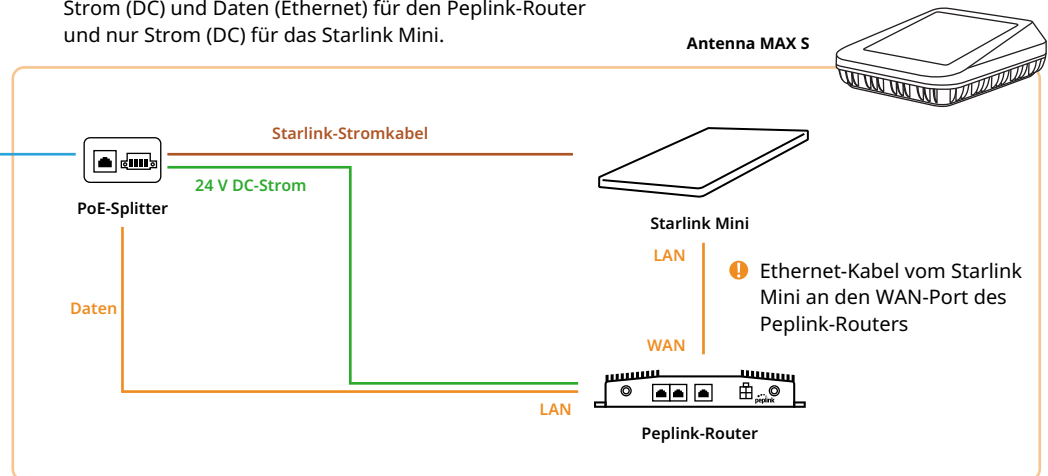 Strom (DC) und Daten (Ethernet) für den Peplink-Router
und nur Strom (DC) für das Starlink Mini.
Antenna MAX S
Starlink-Stromkabel
24 V DC-Strom
PoE-Splitter
Starlink Mini
LAN
Ethernet-Kabel vom Starlink
Mini an den WAN-Port des
Peplink-Routers
Daten
WAN
peplink
LAN
Peplink-Router